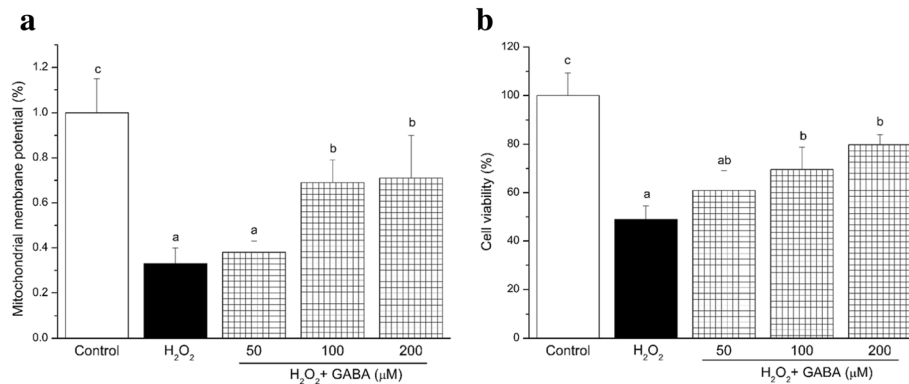 a
Mitochondrial membrane potential (%)
1.2
1.0
0.8
0.6
0.4
0.2
0.0
c
a
a
b
b
Control
H₂O₂
50
100
200
H₂O₂+ GABA (μM)
b
Cell viability (%)
120
100
80
60
40
20
0
c
a
ab
b
b
Control
H₂O₂
50
100
200
H₂O₂+ GABA (μM)